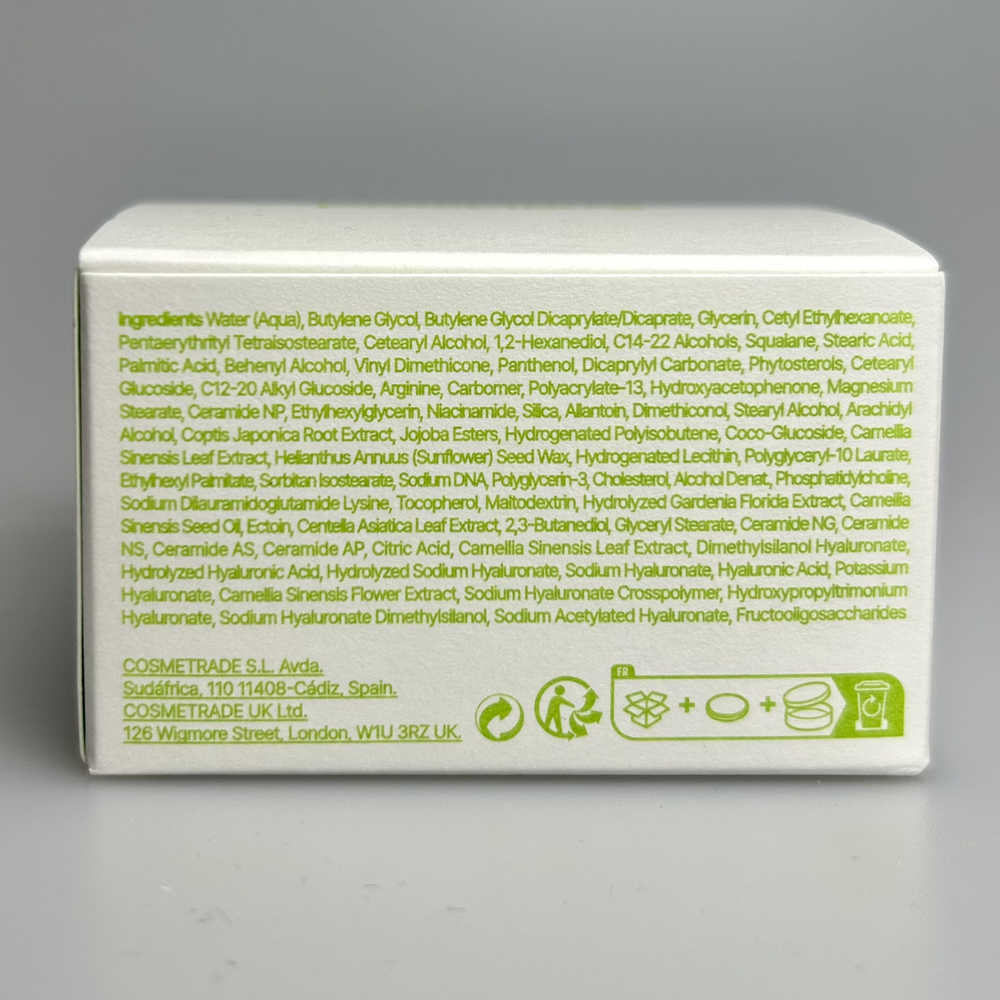 Ingredients Water (Aqua), Butylene Glycol, Butylene Glycol Dicaprylate/Dicaprate, Glycerin, Cetyl Ethylhexanoate,
Pentaerythrityl Tetraisostearate, Cetearyl Alcohol, 1,2-Hexanediol, C14-22 Alcohols, Squalane, Stearic Acid,
Palmitic Acid, Behenyl Alcohol, Vinyl Dimethicone, Panthenol, Dicaprylyl Carbonate, Phytosterols, Cetearyl
Glucoside, C12-20 Alkyl Glucoside, Arginine, Carbomer, Polyacrylate-13, Hydroxyacetophenone, Magnesium
Stearate, Ceramide NP, Ethylhexylglycerin, Niacinamide, Silica, Allantoin, Dimethiconol, Stearyl Alcohol, Arachidyl
Alcohol, Coptis Japonica Root Extract, Jojoba Esters, Hydrogenated Polyisobutene, Coco-Glucoside, Camellia
Sinensis Leaf Extract, Helianthus Annuus (Sunflower) Seed Wax, Hydrogenated Lecithin, Polyglyceryl-10 Laurate,
Ethylhexyl Palmitate, Sorbitan Isostearate, Sodium DNA, Polyglycerin-3, Cholesterol, Alcohol Denat., Phosphatidylcholine,
Sodium Dilauramidoglutamide Lysine, Tocopherol, Maltodextrin, Hydrolyzed Gardenia Florida Extract, Camellia
Sinensis Seed Oil, Ectoin, Centella Asiatica Leaf Extract, 2,3-Butanediol, Glyceryl Stearate, Ceramide NG, Ceramide
NS, Ceramide AS, Ceramide AP, Citric Acid, Camellia Sinensis Leaf Extract, Dimethylsilanol Hyaluronate,
Hydrolyzed Hyaluronic Acid, Hydrolyzed Sodium Hyaluronate, Sodium Hyaluronate, Hyaluronic Acid, Potassium
Hyaluronate, Camellia Sinensis Flower Extract, Sodium Hyaluronate Crosspolymer, Hydroxypropyltrimonium
Hyaluronate, Sodium Hyaluronate Dimethylsilanol, Sodium Acetylated Hyaluronate, Fructooligosaccharides
COSMETRADE S.L. Avda.
Sudáfrica, 110 11408-Cádiz, Spain.
COSMETRADE UK Ltd.
126 Wigmore Street, London, W1U 3RZ UK.
FR